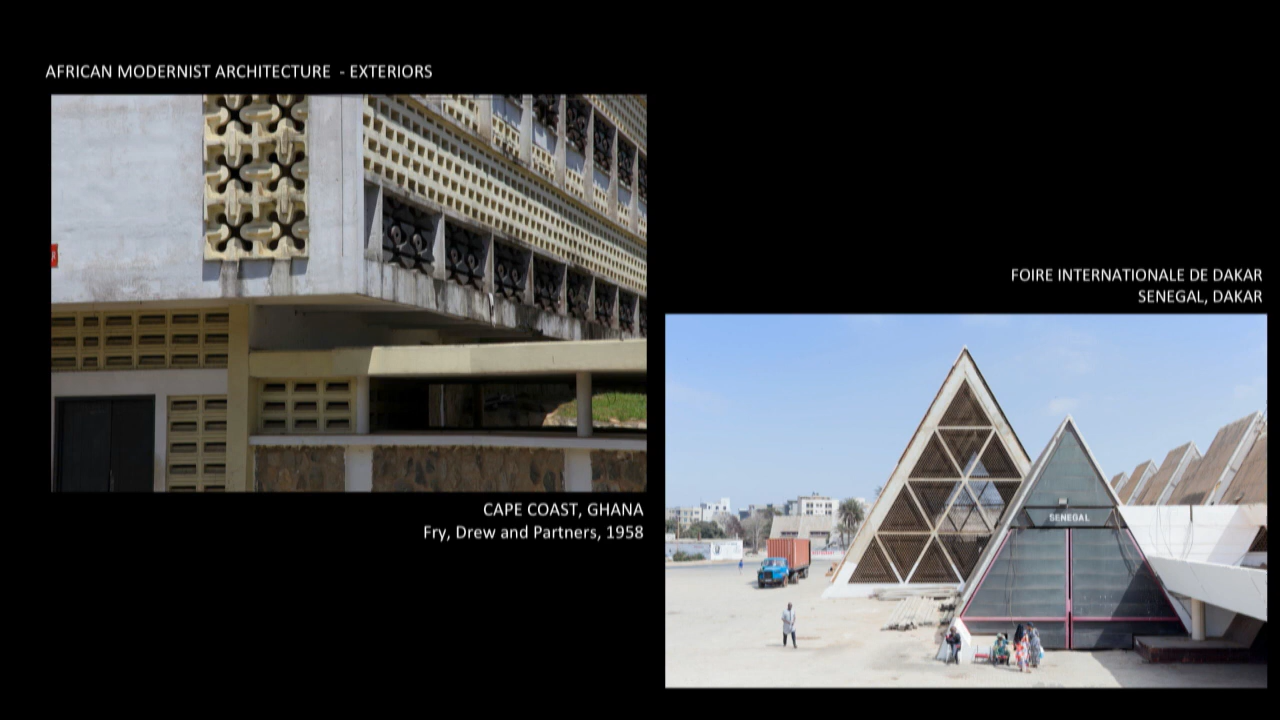 AFRICAN MODERNIST ARCHITECTURE - EXTERIORS
CAPE COAST, GHANA
Fry, Drew and Partners, 1958
FOIRE INTERNATIONALE DE DAKAR
SENEGAL, DAKAR
SENEGAL